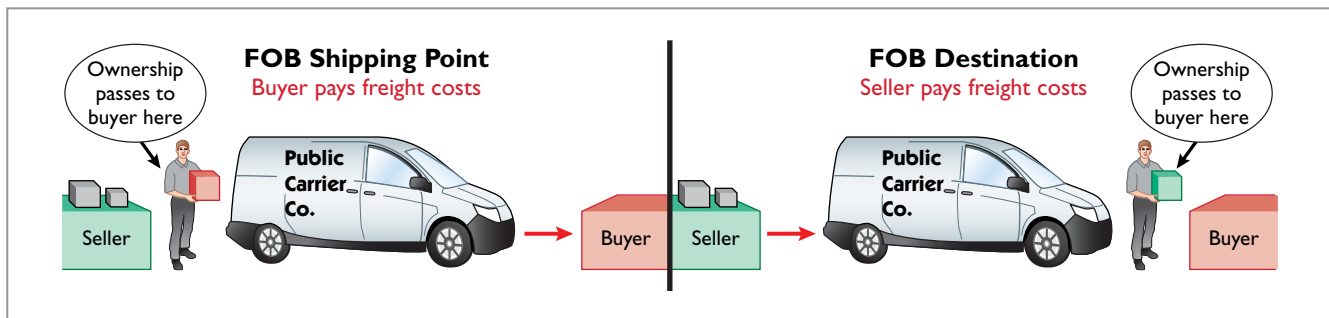 FOB Shipping Point
Buyer pays freight costs
Ownership
passes to
buyer here
Public
Carrier
Co.
Seller
Buyer
FOB Destination
Seller pays freight costs
Ownership
passes to
buyer here
Public
Carrier
Co.
Seller
Buyer